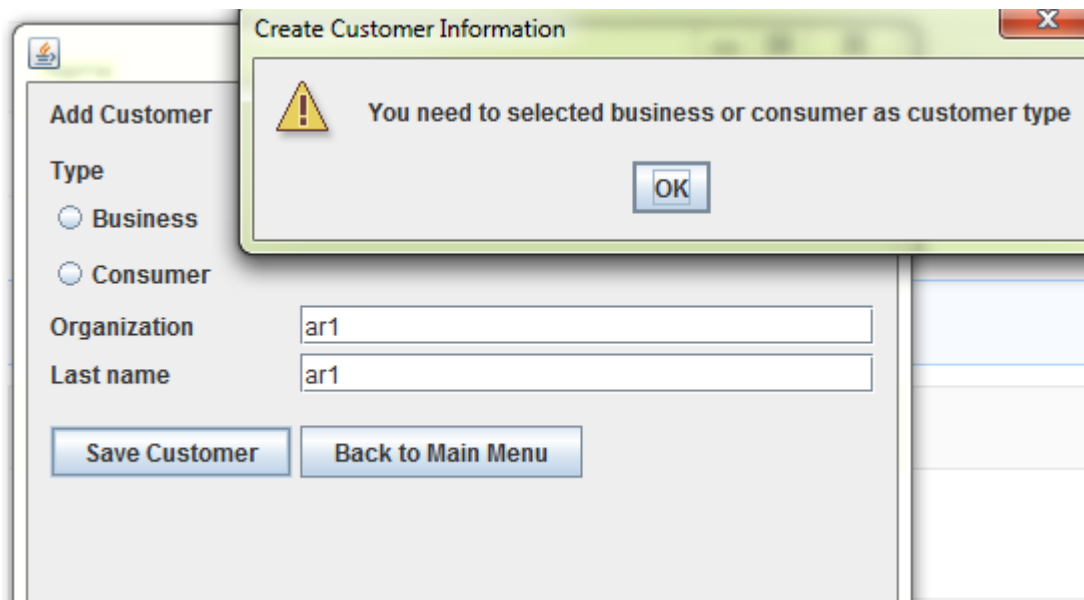 Create Customer Information
Add Customer
You need to selected business or consumer as customer type
Type
OK
Business
Consumer
Organization
ar1
Last name
ar1
Save Customer
Back to Main Menu